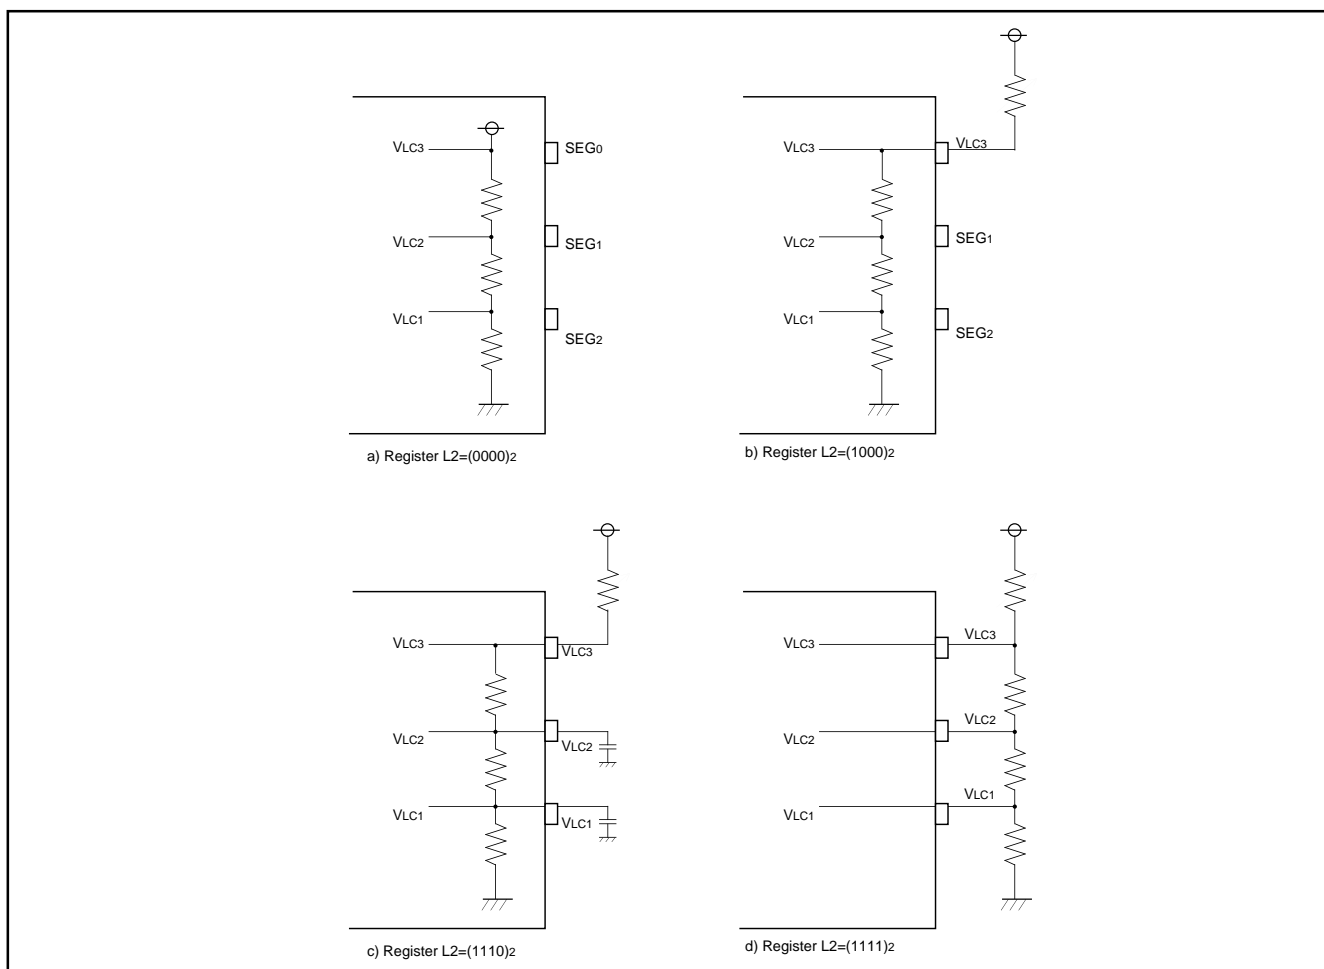 VLC3
SEG0
VLC2
SEG1
VLC1
SEG2
a) Register L2=(0000)2
VLC3
VLC3
VLC2
SEG1
VLC1
SEG2
b) Register L2=(1000)2
VLC3
VLC3
VLC2
VLC2
VLC1
VLC1
c) Register L2=(1110)2
VLC3
VLC3
VLC2
VLC2
VLC1
VLC1
d) Register L2=(1111)2